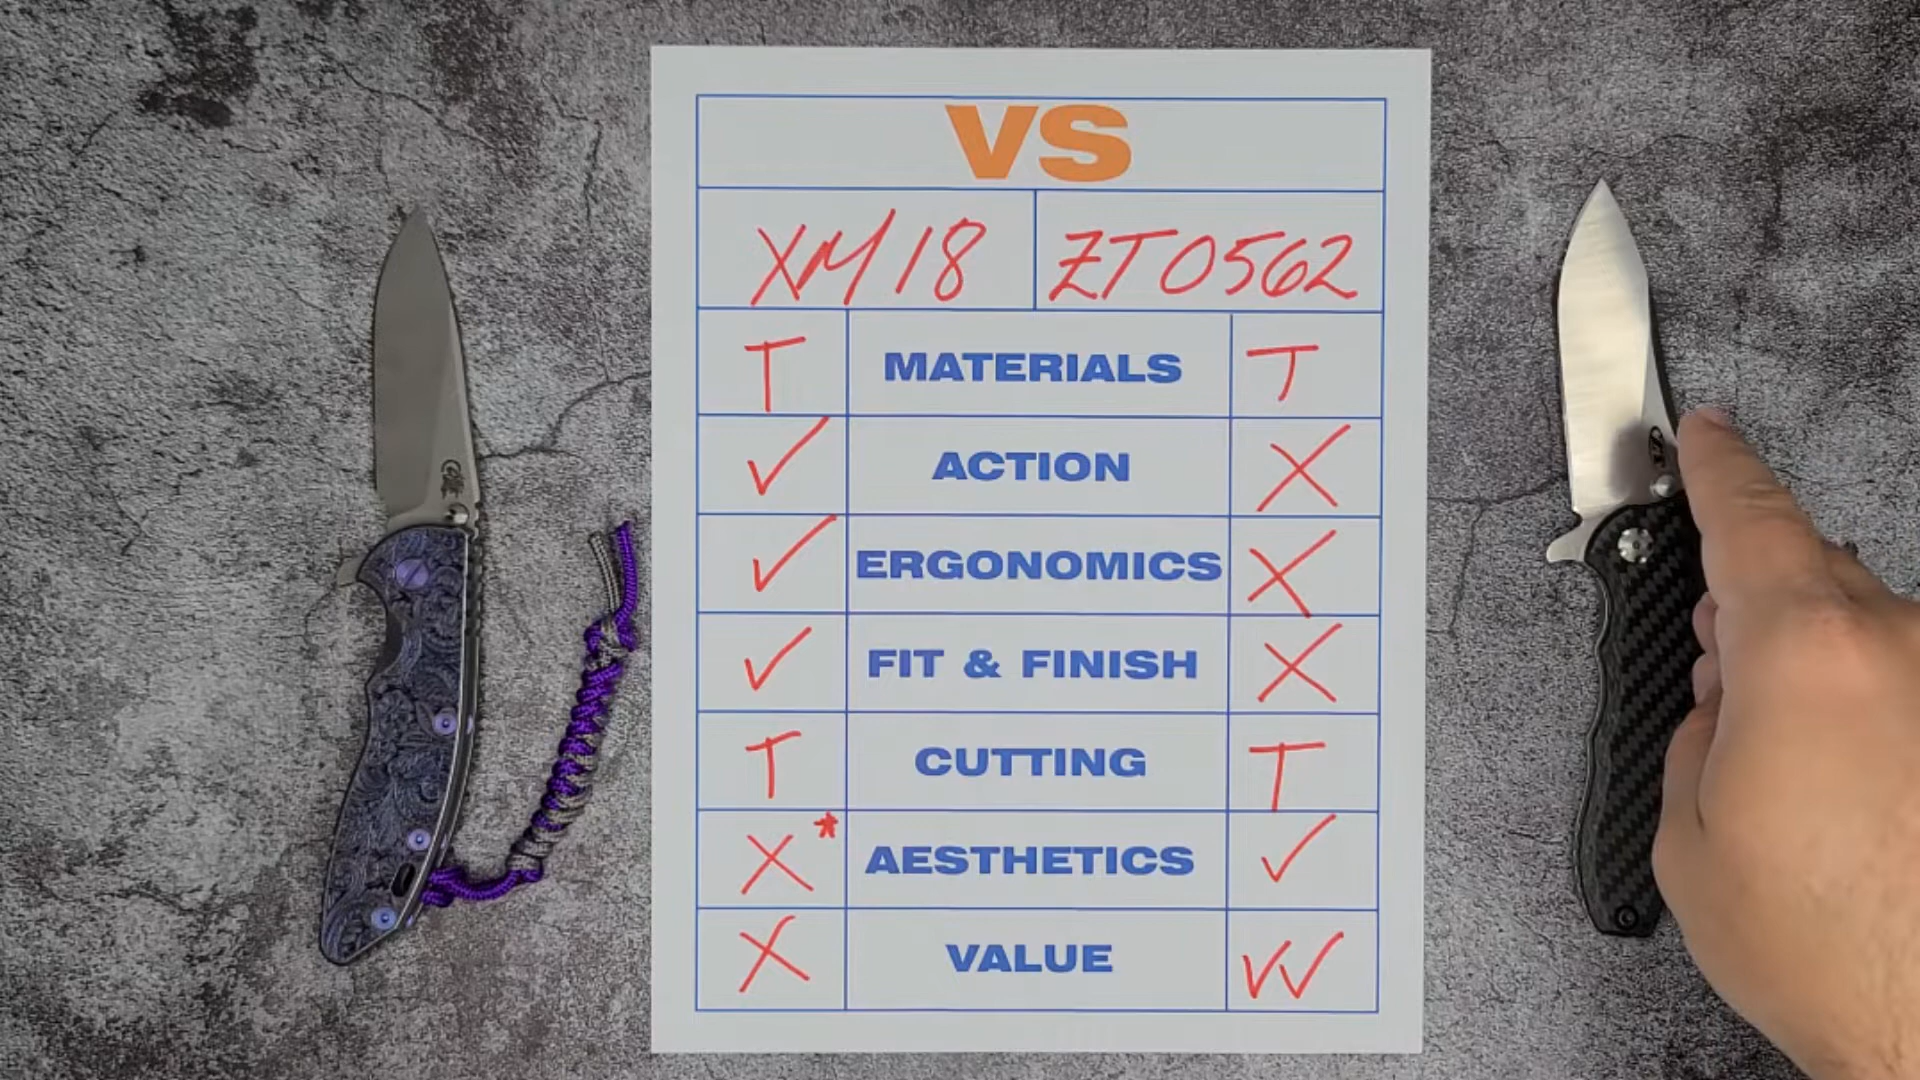 VS
XM18 ZT0562
T MATERIALS T
✓ ACTION X
✓ ERGONOMICS X
✓ FIT & FINISH X
T CUTTING T
X* AESTHETICS ✓
X VALUE ✓✓